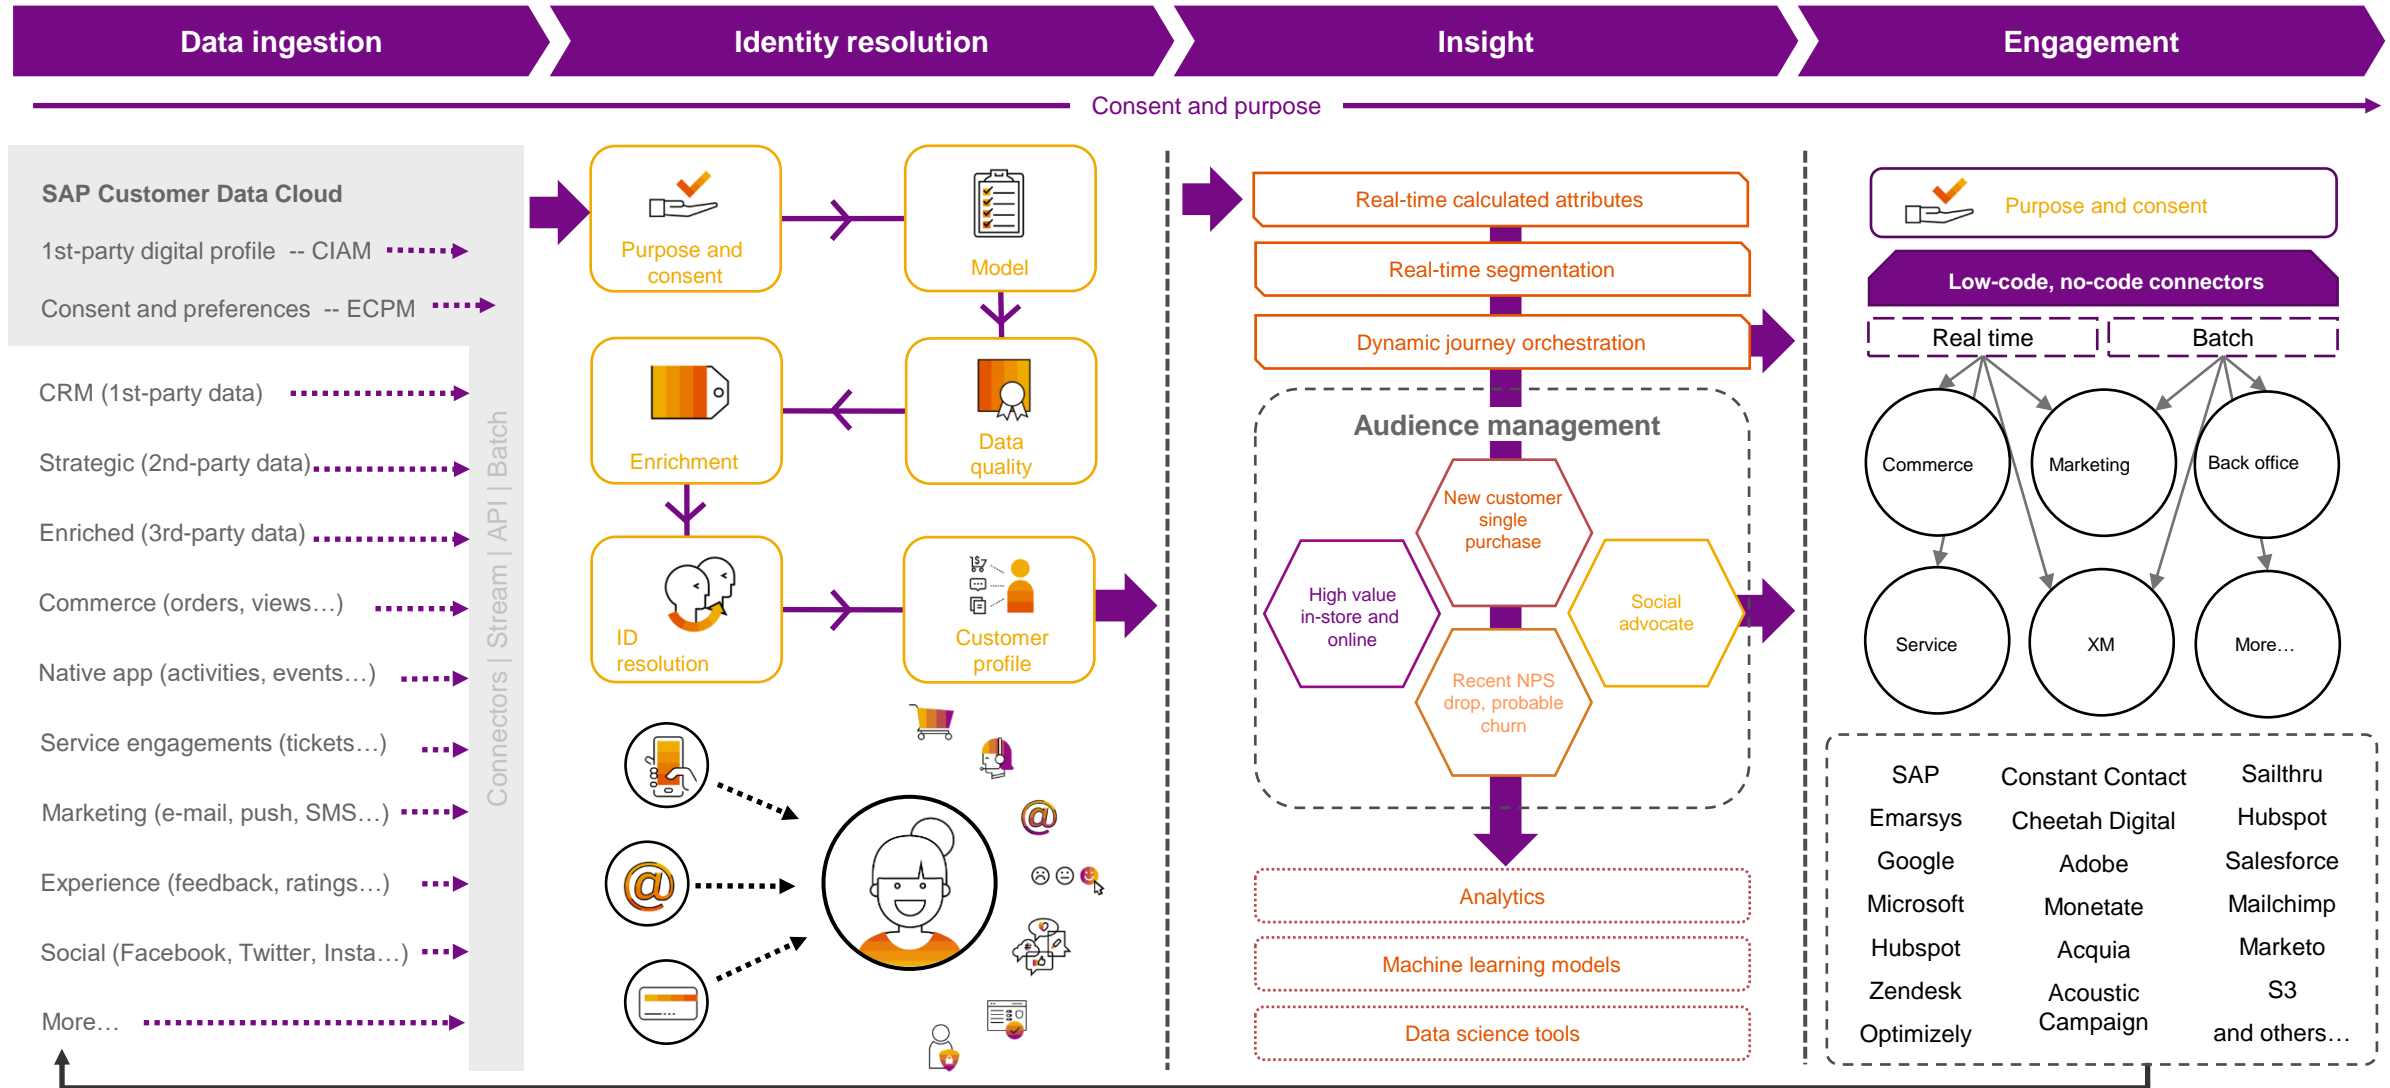 Data ingestion
Identity resolution
Insight
Engagement
Consent and purpose
SAP Customer Data Cloud
1st-party digital profile -- CIAM
Consent and preferences -- ECPM
CRM (1st-party data)
Strategic (2nd-party data)
Enriched (3rd-party data)
Commerce (orders, views…)
Native app (activities, events…)
Service engagements (tickets…)
Marketing (e-mail, push, SMS…)
Experience (feedback, ratings…)
Social (Facebook, Twitter, Insta…)
More…
Connectors | Stream | API | Batch
Purpose and
consent
Model
Enrichment
Data
quality
ID
resolution
Customer
profile
Real-time calculated attributes
Real-time segmentation
Dynamic journey orchestration
Audience management
New customer
single
purchase
High value
in-store and
online
Social
advocate
Recent NPS
drop, probable
churn
Analytics
Machine learning models
Data science tools
Purpose and consent
Low-code, no-code connectors
Real time
Batch
Commerce
Marketing
Back office
Service
XM
More…
SAP
Emarsys
Google
Microsoft
Hubspot
Zendesk
Optimizely
Constant Contact
Cheetah Digital
Adobe
Monetate
Acquia
Acoustic
Campaign
Sailthru
Hubspot
Salesforce
Mailchimp
Marketo
S3
and others…